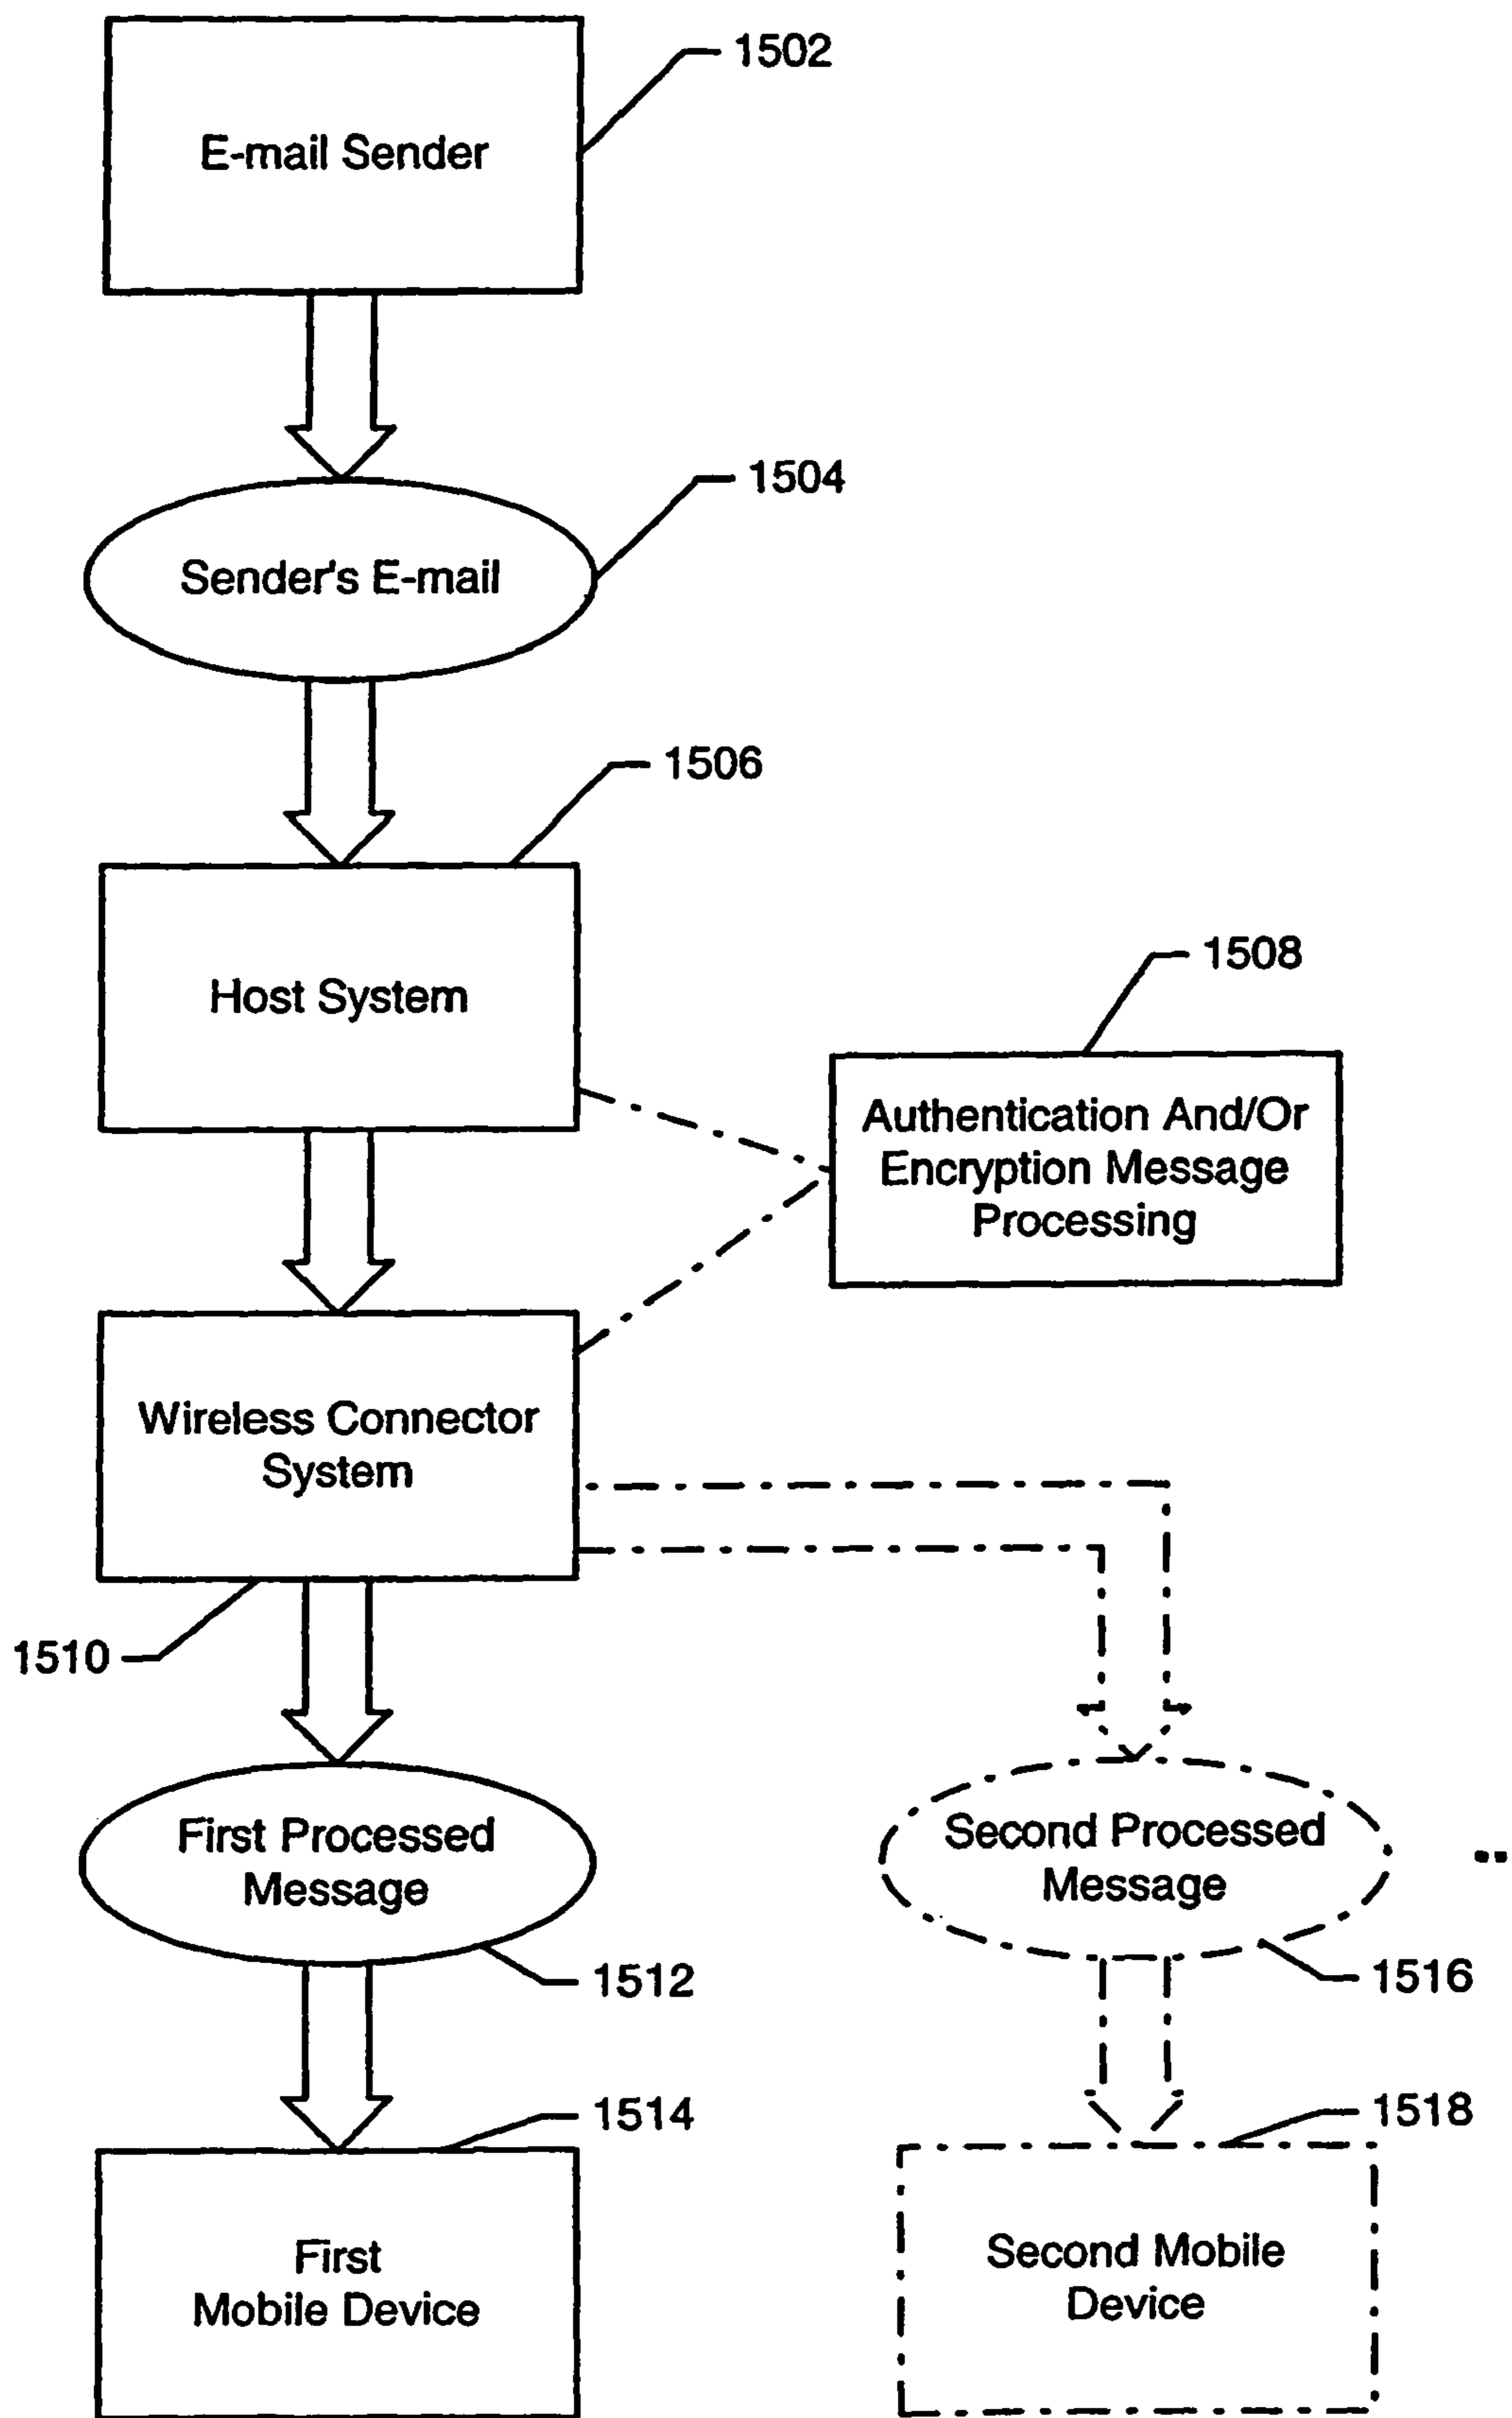 1502
E-mail Sender
1504
Sender's E-mail
1506
Host System
1508
Authentication And/Or
Encryption Message
Processing
Wireless Connector
System
1510
First Processed
Message
1512
Second Processed
Message
1516
1514
First
Mobile Device
1518
Second Mobile
Device